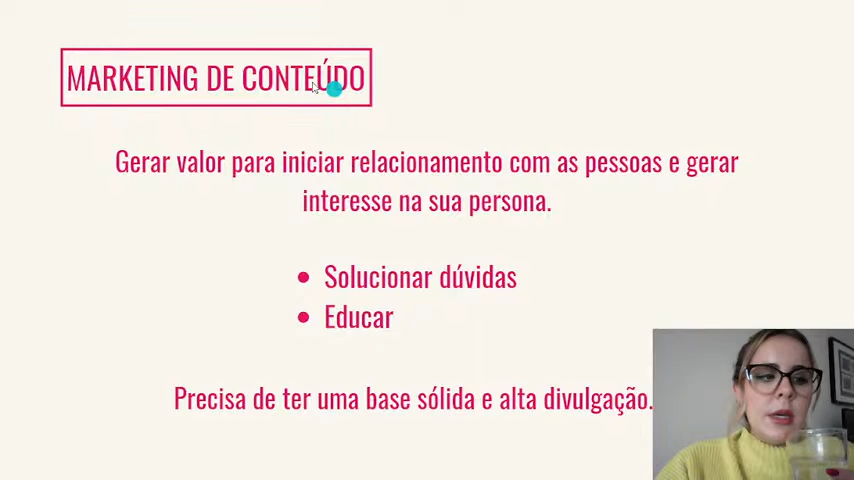 MARKETING DE CONTEÚDO
Gerar valor para iniciar relacionamento com as pessoas e gerar
interesse na sua persona.
• Solucionar dúvidas
• Educar
Precisa de ter uma base sólida e alta divulgação.